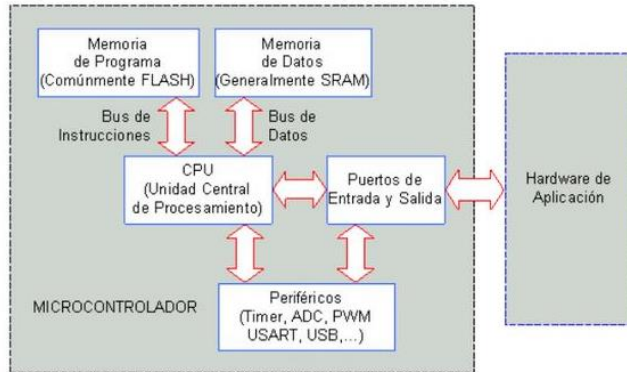 Memoria
de Programa
(Comúnmente FLASH)
Memoria
de Datos
(Generalmente SRAM)
Bus de
Instrucciones
Bus de
Datos
CPU
(Unidad Central
de Procesamiento)
Puertos de
Entrada y Salida
Hardware de
Aplicación
MICROCONTROLADOR
Periféricos
(Timer, ADC, PWM
USART, USB,...)